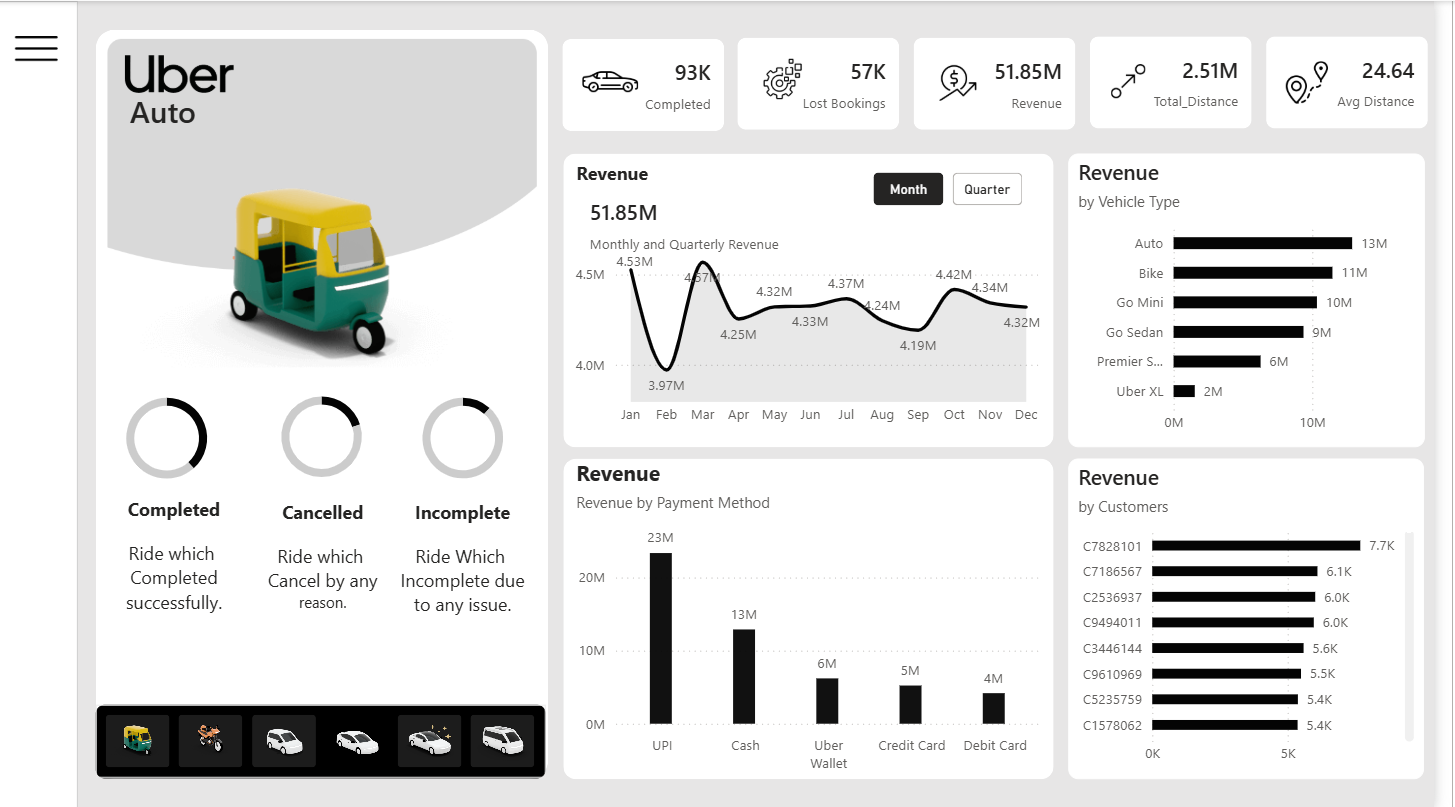 Uber
Auto
Completed
Ride which
Completed
successfully.
Cancelled
Ride which
Cancel by any
reason.
Incomplete
Ride Which
Incomplete due
to any issue.
93K
Completed
57K
Lost Bookings
51.85M
Revenue
2.51M
Total_Distance
24.64
Avg Distance
Revenue
Month
Quarter
51.85M
Monthly and Quarterly Revenue
4.5M
4.0M
4.53M
3.97M
4.57M
4.25M
4.32M
4.33M
4.37M
4.24M
4.19M
4.42M
4.34M
4.32M
Jan Feb Mar Apr May Jun Jul Aug Sep Oct Nov Dec
Revenue
by Vehicle Type
Auto 13M
Bike 11M
Go Mini 10M
Go Sedan 9M
Premier S... 6M
Uber XL 2M
0M 10M
Revenue
Revenue by Payment Method
20M
10M
0M
23M
13M
6M
5M
4M
UPI
Cash
Uber
Wallet
Credit Card
Debit Card
Revenue
by Customers
C7828101 7.7K
C7186567 6.1K
C2536937 6.0K
C9494011 6.0K
C3446144 5.6K
C9610969 5.5K
C5235759 5.4K
C1578062 5.4K
0K 5K